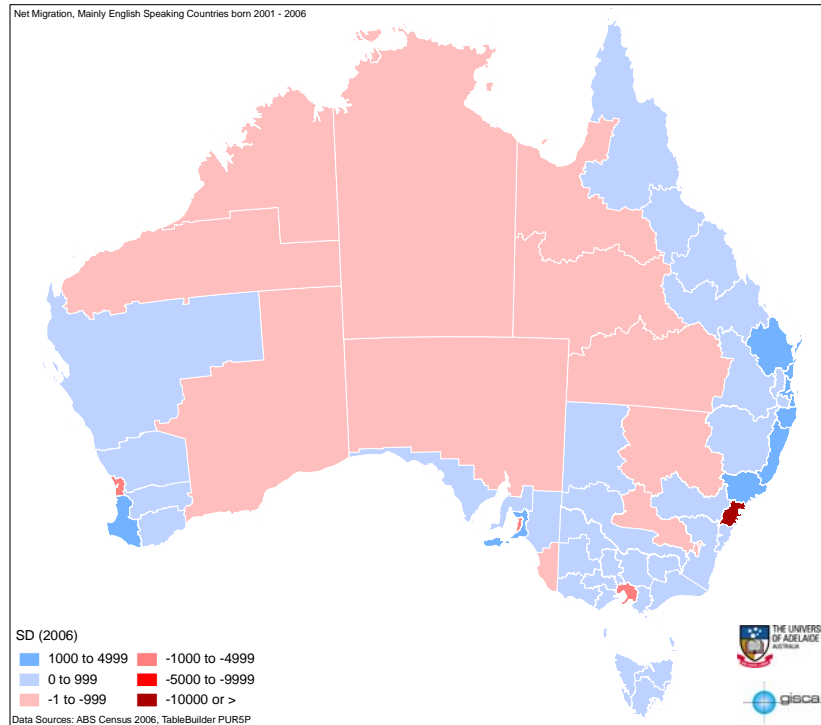 Net Migration, Mainly English Speaking Countries born 2001 - 2006
SD (2006)
1000 to 4999
-1000 to -4999
0 to 999
-5000 to -9999
-1 to -999
-10000 or >
Data Sources: ABS Census 2006, TableBuilder PUR5P
THE UNIVERS
OF ADELAIDE
AUSTRALIA
gisca